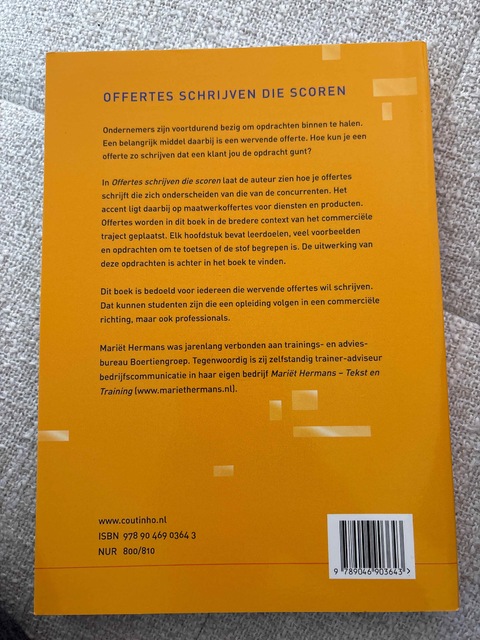 OFFERTES SCHRIJVEN DIE SCOREN
Ondernemers zijn voortdurend bezig om opdrachten binnen te halen.
Een belangrijk middel daarbij is een wervende offerte. Hoe kun je een
offerte zo schrijven dat een klant jou de opdracht gunt?
In Offertes schrijven die scoren laat de auteur zien hoe je offertes
schrijft die zich onderscheiden van die van de concurrenten. Het
accent ligt daarbij op maatwerkoffertes voor diensten en producten.
Offertes worden in dit boek in de bredere context van het commerciële
traject geplaatst. Elk hoofdstuk bevat leerdoelen, veel voorbeelden
en opdrachten om te toetsen of de stof begrepen is. De uitwerking van
deze opdrachten is achter in het boek te vinden.
Dit boek is bedoeld voor iedereen die wervende offertes wil schrijven.
Dat kunnen studenten zijn die een opleiding volgen in een commerciële
richting, maar ook professionals.
Mariët Hermans was jarenlang verbonden aan trainings- en advies-
bureau Boertiengroep. Tegenwoordig is zij zelfstandig trainer-adviseur
bedrijfscommunicatie in haar eigen bedrijf Mariët Hermans – Tekst en
Training (www.mariethermans.nl).
www.coutinho.nl
ISBN 978 90 469 0364 3
NUR 800/810
9 789046 903643 >